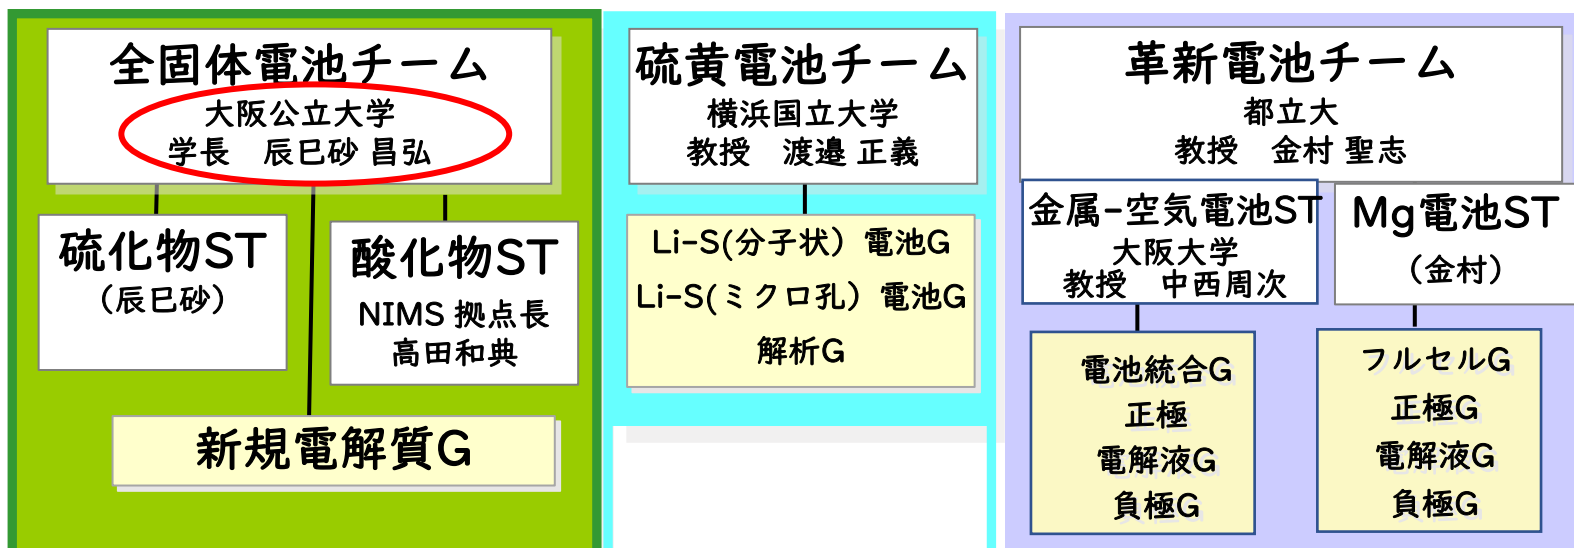 全固体電池チーム
大阪公立大学
学長　辰巳砂 昌弘
硫化物ST
（辰巳砂）
酸化物ST
NIMS 拠点長
高田和典
新規電解質G
硫黄電池チーム
横浜国立大学
教授　渡邉 正義
Li-S(分子状）電池G
Li-S(ミクロ孔）電池G
解析G
革新電池チーム
都立大
教授　金村 聖志
金属-空気電池ST
大阪大学
教授　中西周次
電池統合G
正極
電解液G
負極G
Mg電池ST
（金村）
フルセルG
正極G
電解液G
負極G